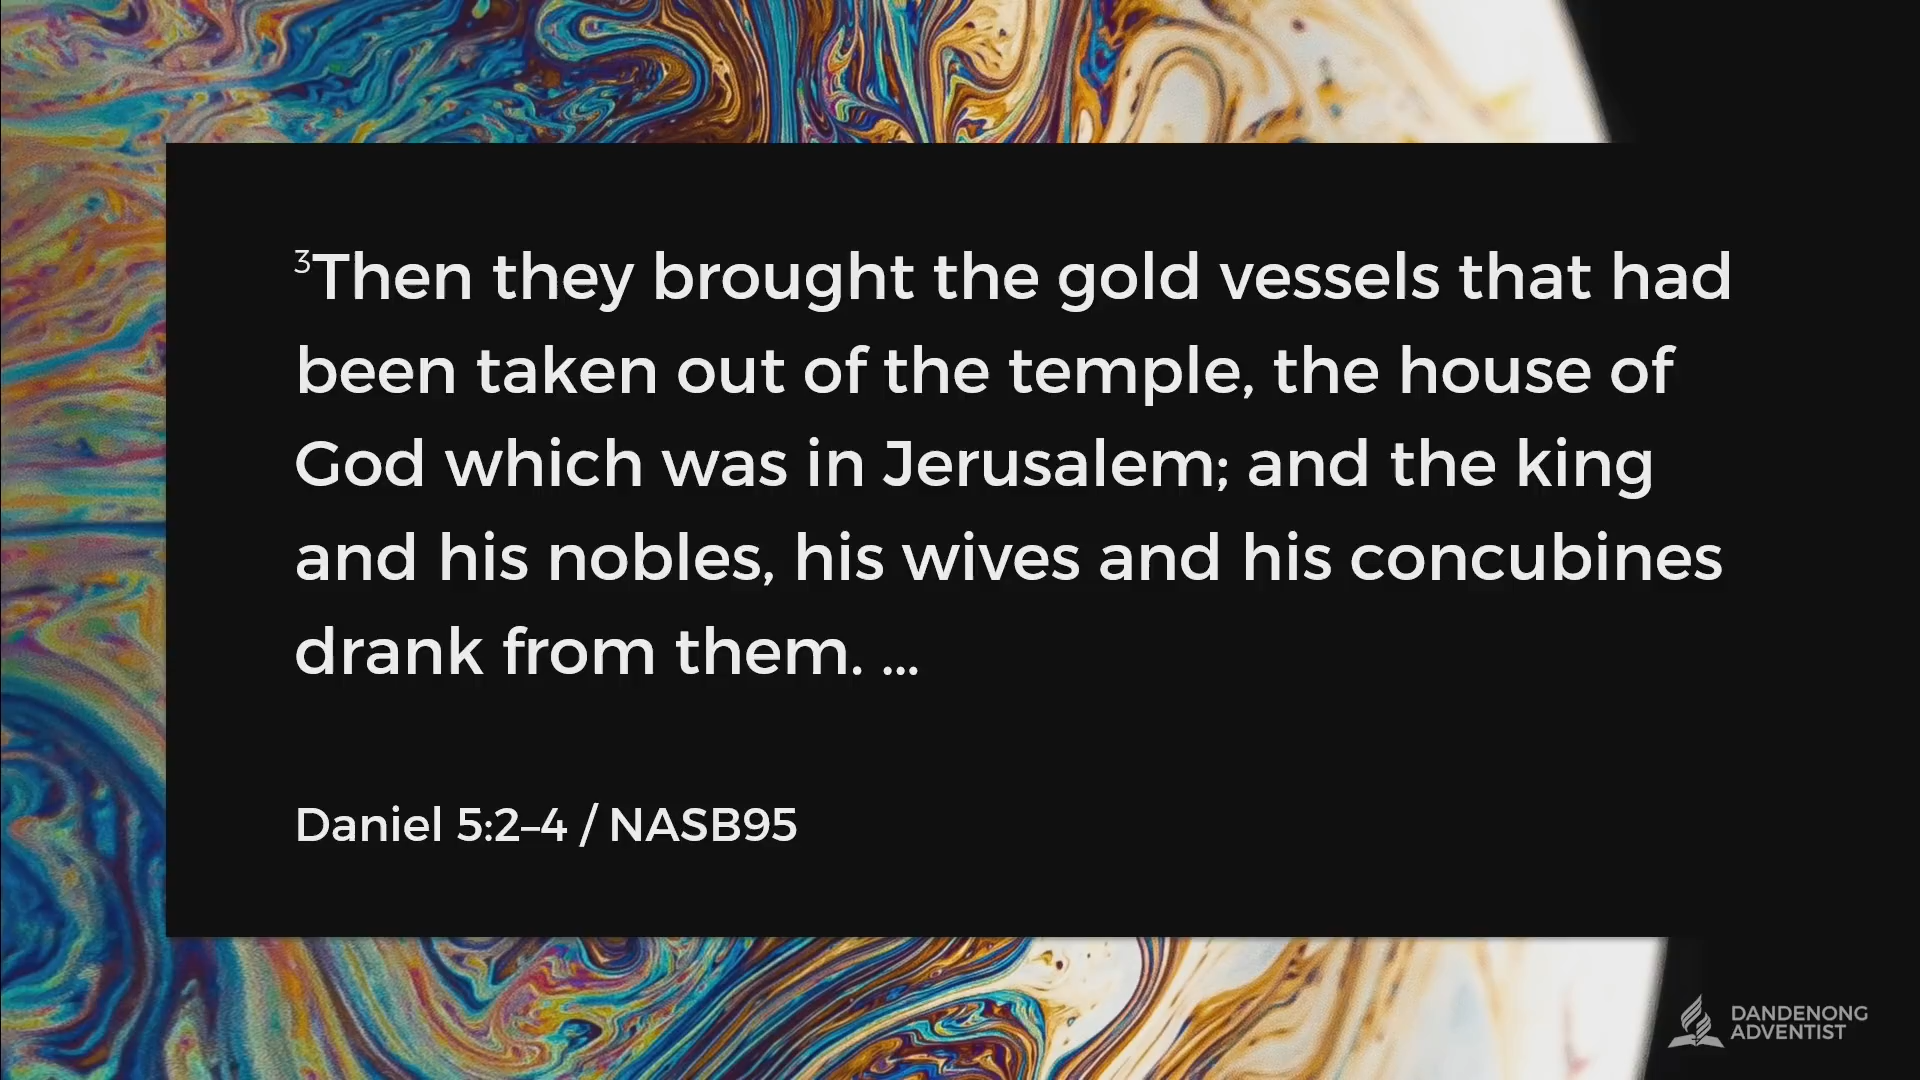 ³Then they brought the gold vessels that had
been taken out of the temple, the house of
God which was in Jerusalem; and the king
and his nobles, his wives and his concubines
drank from them. ...
Daniel 5:2–4 / NASB95
DANDENONG
ADVENTIST